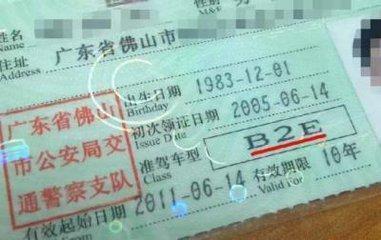 姓名
住址 广东省佛山市
Address
出生日期 1983-12-01
Birthday
初次领证日期 2005-06-14
Issue Date
准驾车型 B2E
Class
有效起始日期 2011-06-14 有效期限 10年
Valid For
广东省佛山
市公安局交
通警察支队